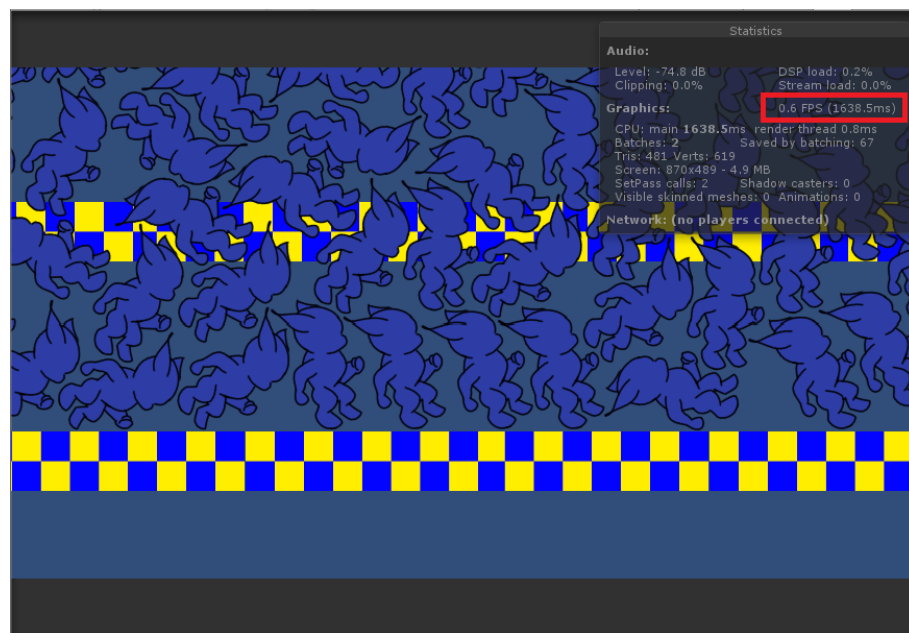 Statistics
Audio:
Level: -74.8 dB DSP load: 0.2%
Clipping: 0.0% Stream load: 0.0%
Graphics: 0.6 FPS (1638.5ms)
CPU: main 1638.5ms render thread 0.8ms
Batches: 2 Saved by batching: 67
Tris: 481 Verts: 619
Screen: 870x489 - 4.9 MB
SetPass calls: 2 Shadow casters: 0
Visible skinned meshes: 0 Animations: 0
Network: (no players connected)